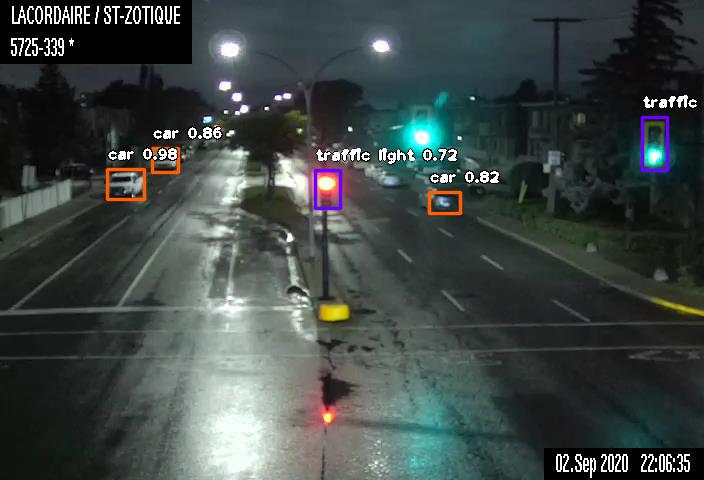 LACORDAIRE / ST-ZOTIQUE
5725-339 *
traffic
car 0.86
car 0.98
traffic light 0.72
car 0.82
02.Sep 2020 22:06:35